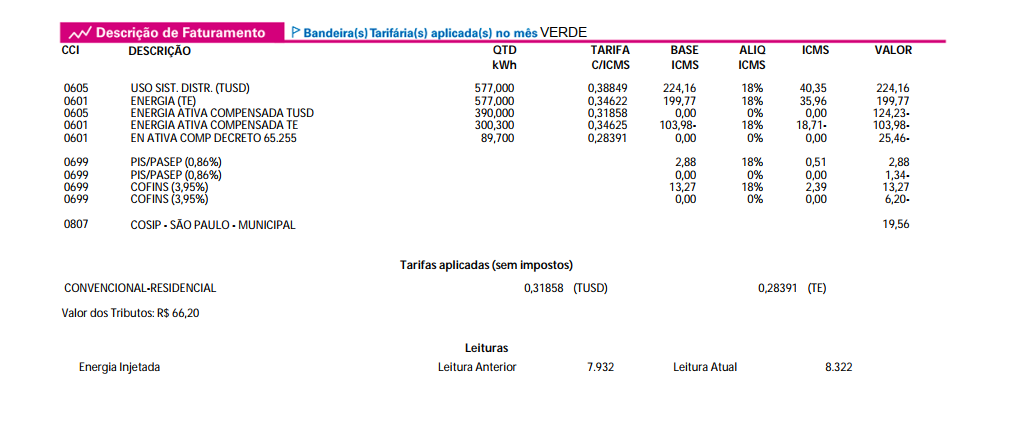 Descrição de Faturamento Bandeira(s) Tarifária(s) aplicada(s) no mês VERDE
CCI DESCRIÇÃO QTD TARIFA BASE ALIQ ICMS VALOR
kWh C/ICMS ICMS ICMS
0605 USO SIST. DISTR. (TUSD) 577,000 0,38849 224,16 18% 40,35 224,16
0601 ENERGIA (TE) 577,000 0,34622 199,77 18% 35,96 199,77
0605 ENERGIA ATIVA COMPENSADA TUSD 390,000 0,31858 0,00 0% 0,00 124,23-
0601 ENERGIA ATIVA COMPENSADA TE 300,300 0,34625 103,98- 18% 18,71- 103,98-
0601 EN ATIVA COMP DECRETO 65.255 89,700 0,28391 0,00 0% 0,00 25,46-
0699 PIS/PASEP (0,86%) 2,88 18% 0,51 2,88
0699 PIS/PASEP (0,86%) 0,00 0% 0,00 1,34-
0699 COFINS (3,95%) 13,27 18% 2,39 13,27
0699 COFINS (3,95%) 0,00 0% 0,00 6,20-
0807 COSIP - SÃO PAULO - MUNICIPAL 19,56
Tarifas aplicadas (sem impostos)
CONVENCIONAL-RESIDENCIAL 0,31858 (TUSD) 0,28391 (TE)
Valor dos Tributos: R$ 66,20
Leituras
Energia Injetada Leitura Anterior 7.932 Leitura Atual 8.322